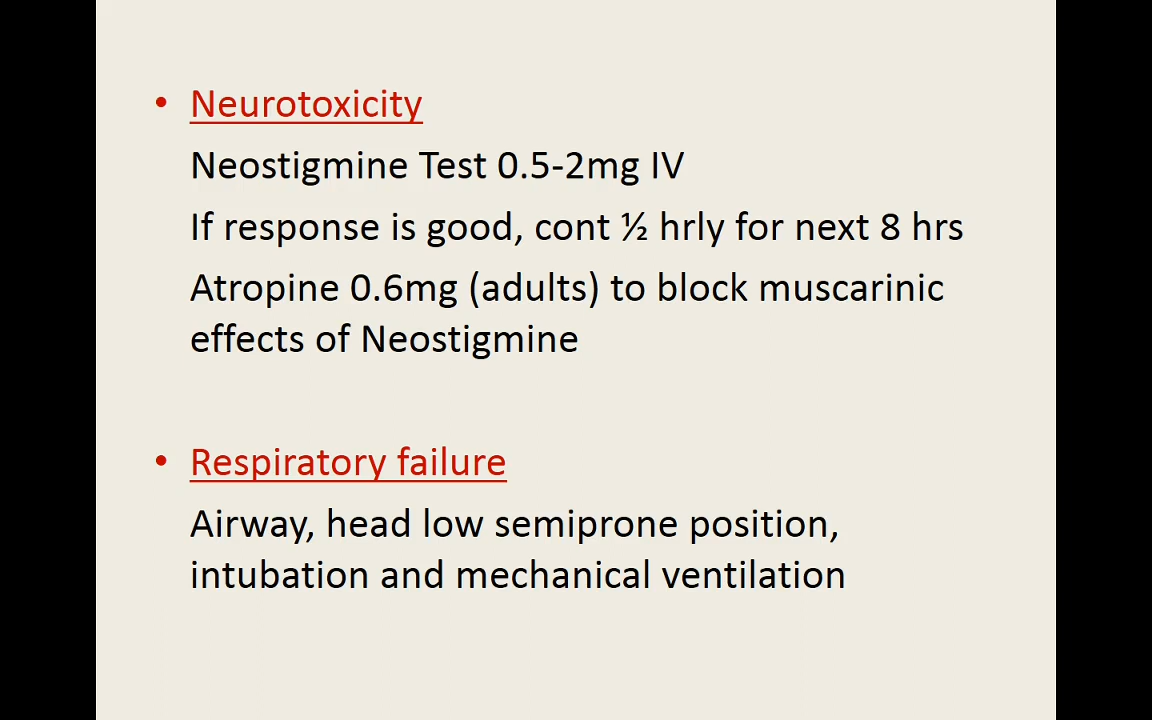 • Neurotoxicity
Neostigmine Test 0.5-2mg IV
If response is good, cont ½ hrly for next 8 hrs
Atropine 0.6mg (adults) to block muscarinic
effects of Neostigmine
• Respiratory failure
Airway, head low semiprone position,
intubation and mechanical ventilation